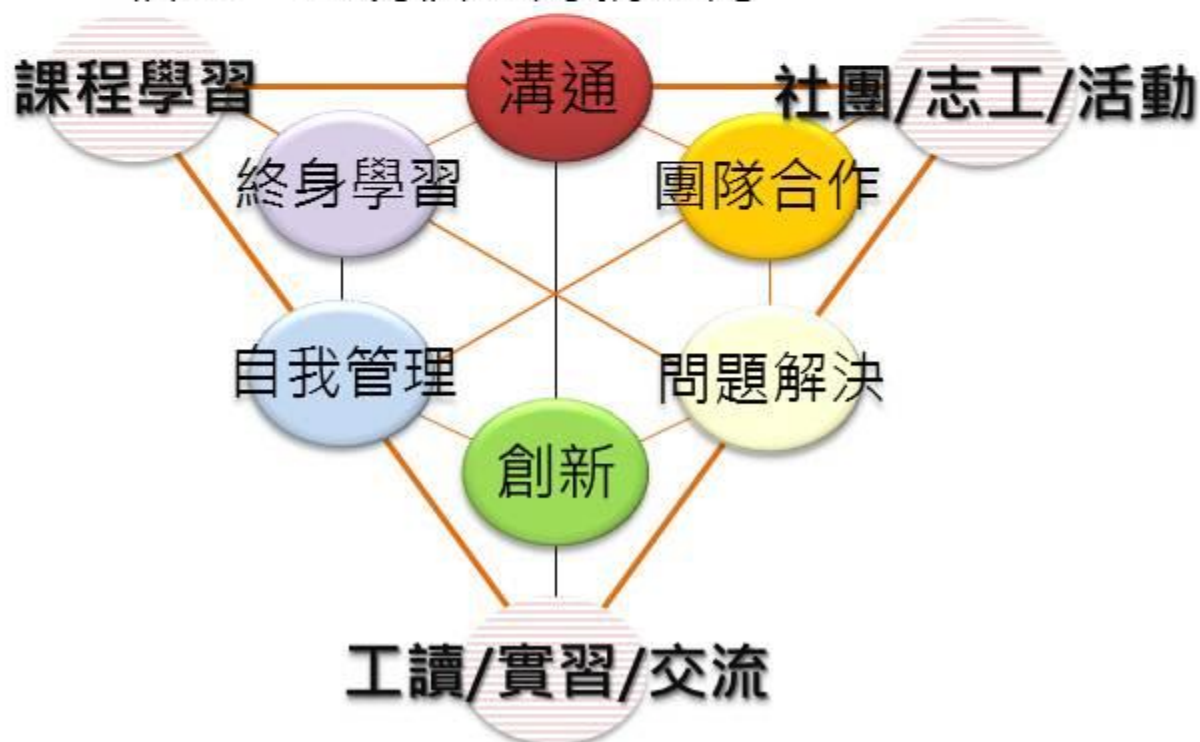 課程學習
溝通
社團/志工/活動
終身學習
團隊合作
自我管理
問題解決
創新
工讀/實習/交流